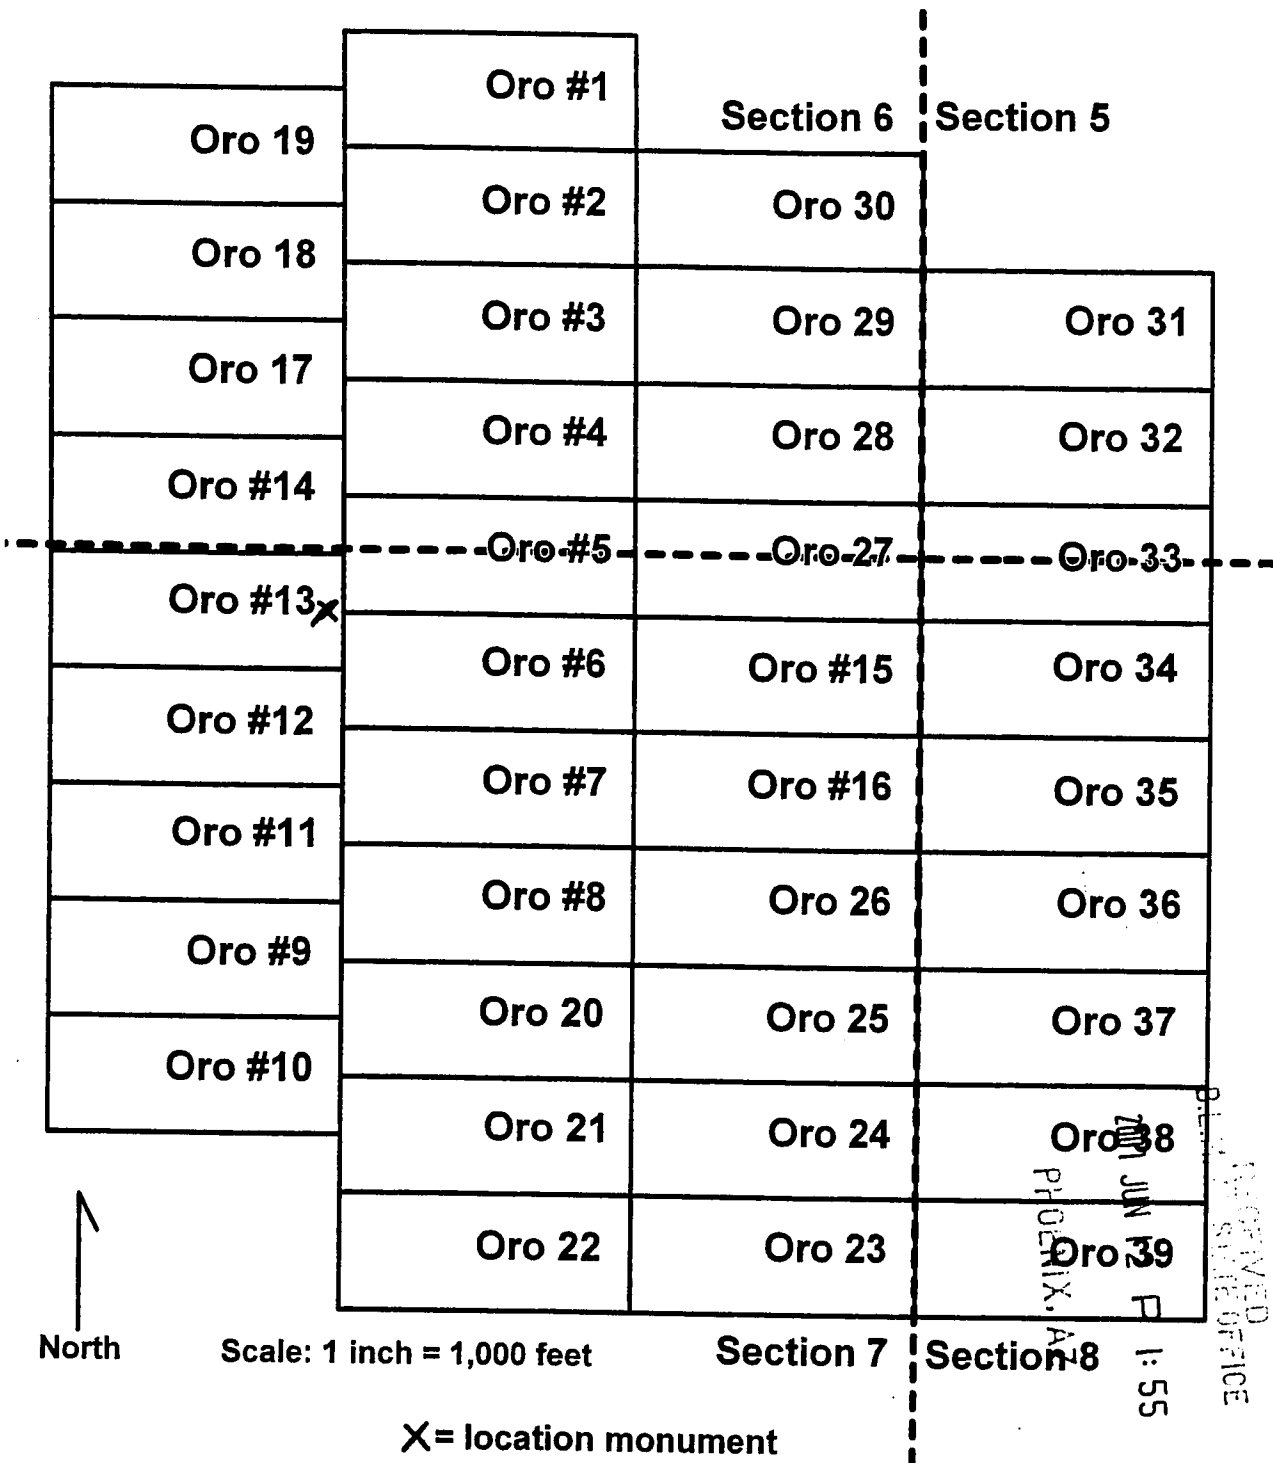 Oro #1
Section 6 Section 5
Oro 19
Oro #2 Oro 30
Oro 18
Oro #3 Oro 29 Oro 31
Oro 17
Oro #4 Oro 28 Oro 32
Oro #14
Oro #5 Oro 27 Oro 33
Oro #13 X
Oro #6 Oro #15 Oro 34
Oro #12
Oro #7 Oro #16 Oro 35
Oro #11
Oro #8 Oro 26 Oro 36
Oro #9
Oro 20 Oro 25 Oro 37
Oro #10
Oro 21 Oro 24 Oro 38
Oro 22 Oro 23 Oro 39
North
Scale: 1 inch = 1,000 feet
Section 7 Section 8
X = location monument
RECEIVED
OFFICE
JUN P 1:55
PHOENIX, AZ